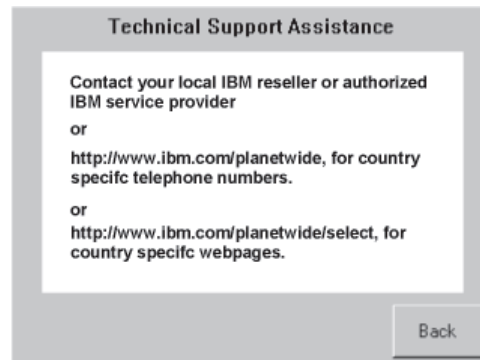 Technical Support Assistance
Contact your local IBM reseller or authorized
IBM service provider
or
http://www.ibm.com/planetwide, for country
specifc telephone numbers.
or
http://www.ibm.com/planetwide/select, for
country specifc webpages.
Back